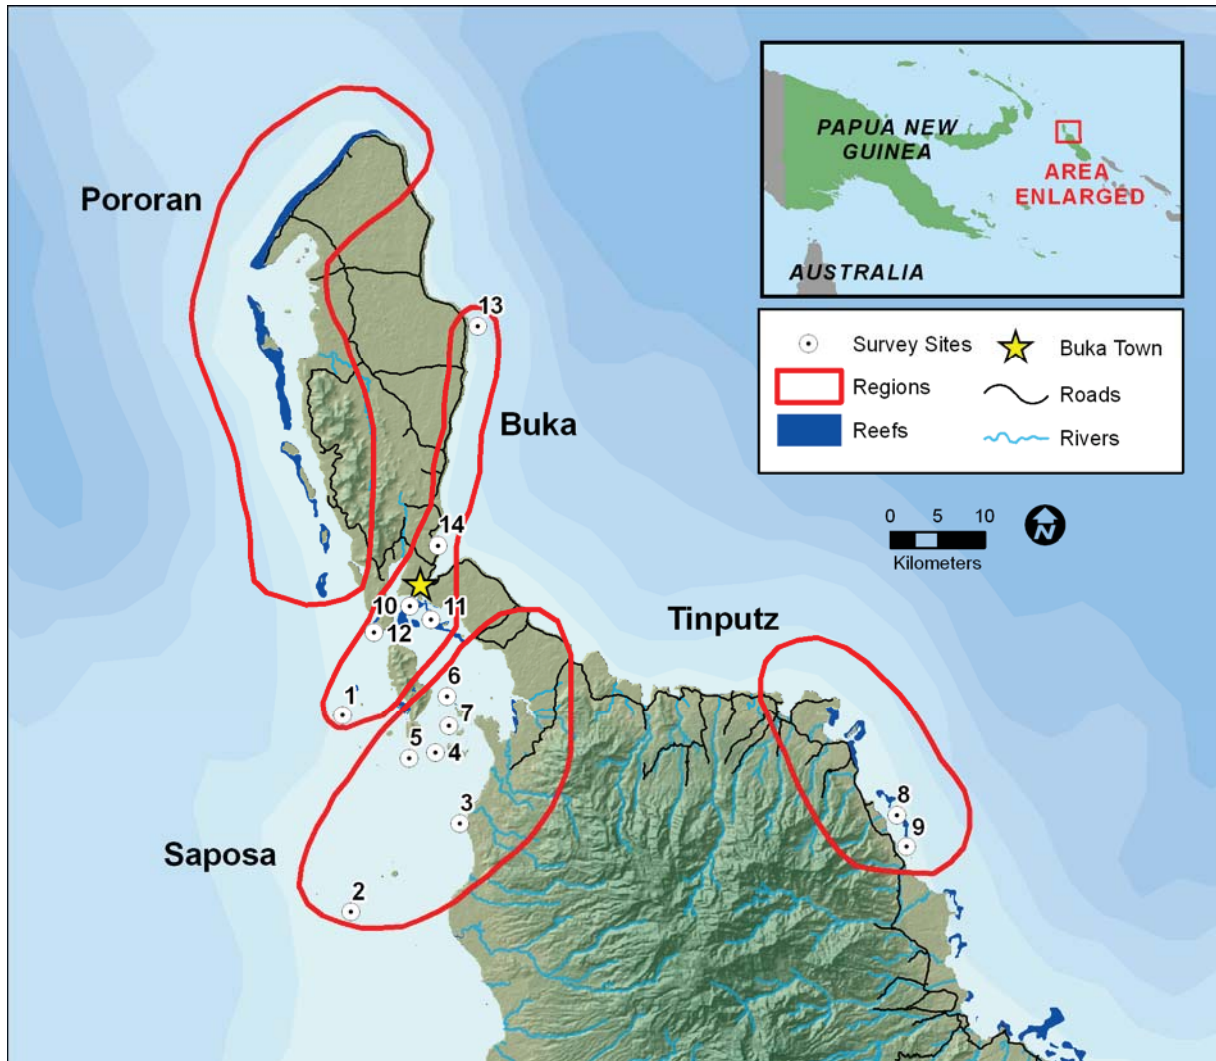 PAPUA NEW
GUINEA
AREA
ENLARGED
AUSTRALIA
Pororan
13
Survey Sites
Buka Town
Regions
Roads
Reefs
Rivers
Buka
0 5 10
Kilometers
N
14
10
11
12
Tinputz
6
1
7
5
4
8
3
9
Saposa
2